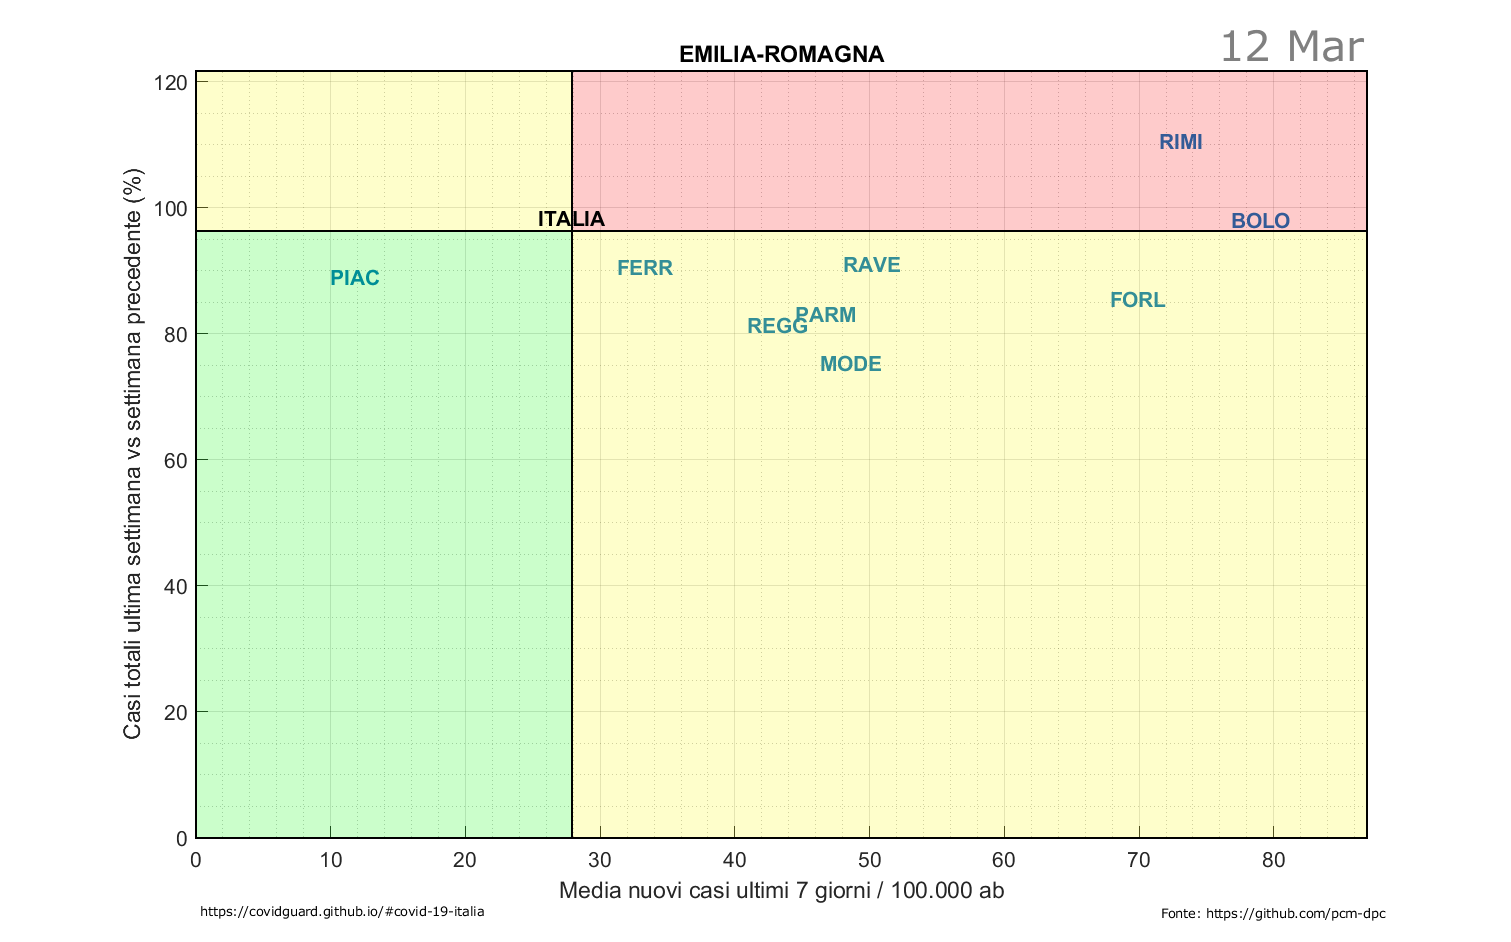 12 Mar
EMILIA-ROMAGNA
120
100
80
60
40
20
0
Casi totali ultima settimana vs settimana precedente (%)
RIMI
BOLO
ITALIA
PIAC
FERR
RAVE
FORL
PARM
REGG
MODE
0 10 20 30 40 50 60 70 80
Media nuovi casi ultimi 7 giorni / 100.000 ab
https://covidguard.github.io/#covid-19-italia
Fonte: https://github.com/pcm-dpc